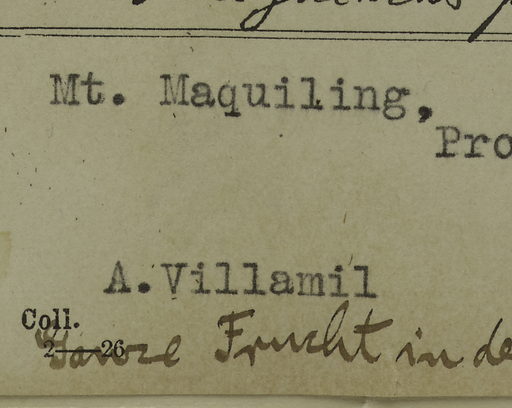 Mt. Maquiling,
Pro
A. Villamil
Coll.
2—26
Ganze Frucht in de